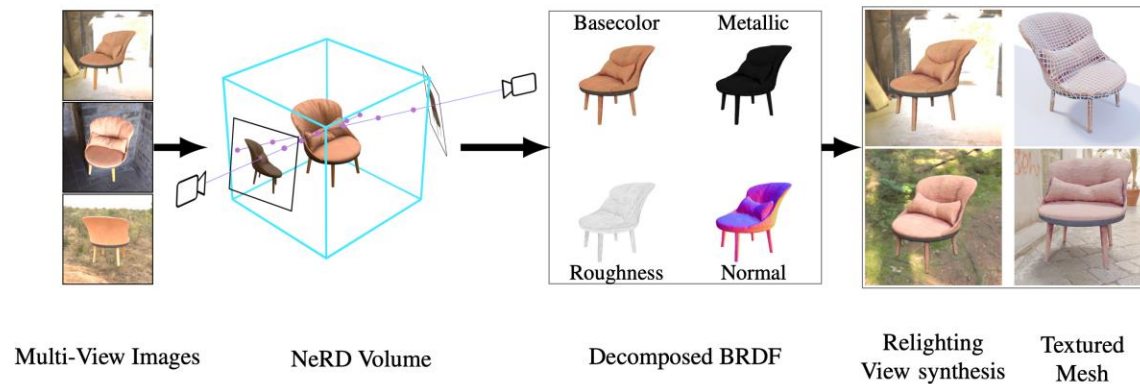 Basecolor
Metallic
Roughness
Normal
Multi-View Images
NeRD Volume
Decomposed BRDF
Relighting
View synthesis
Textured
Mesh